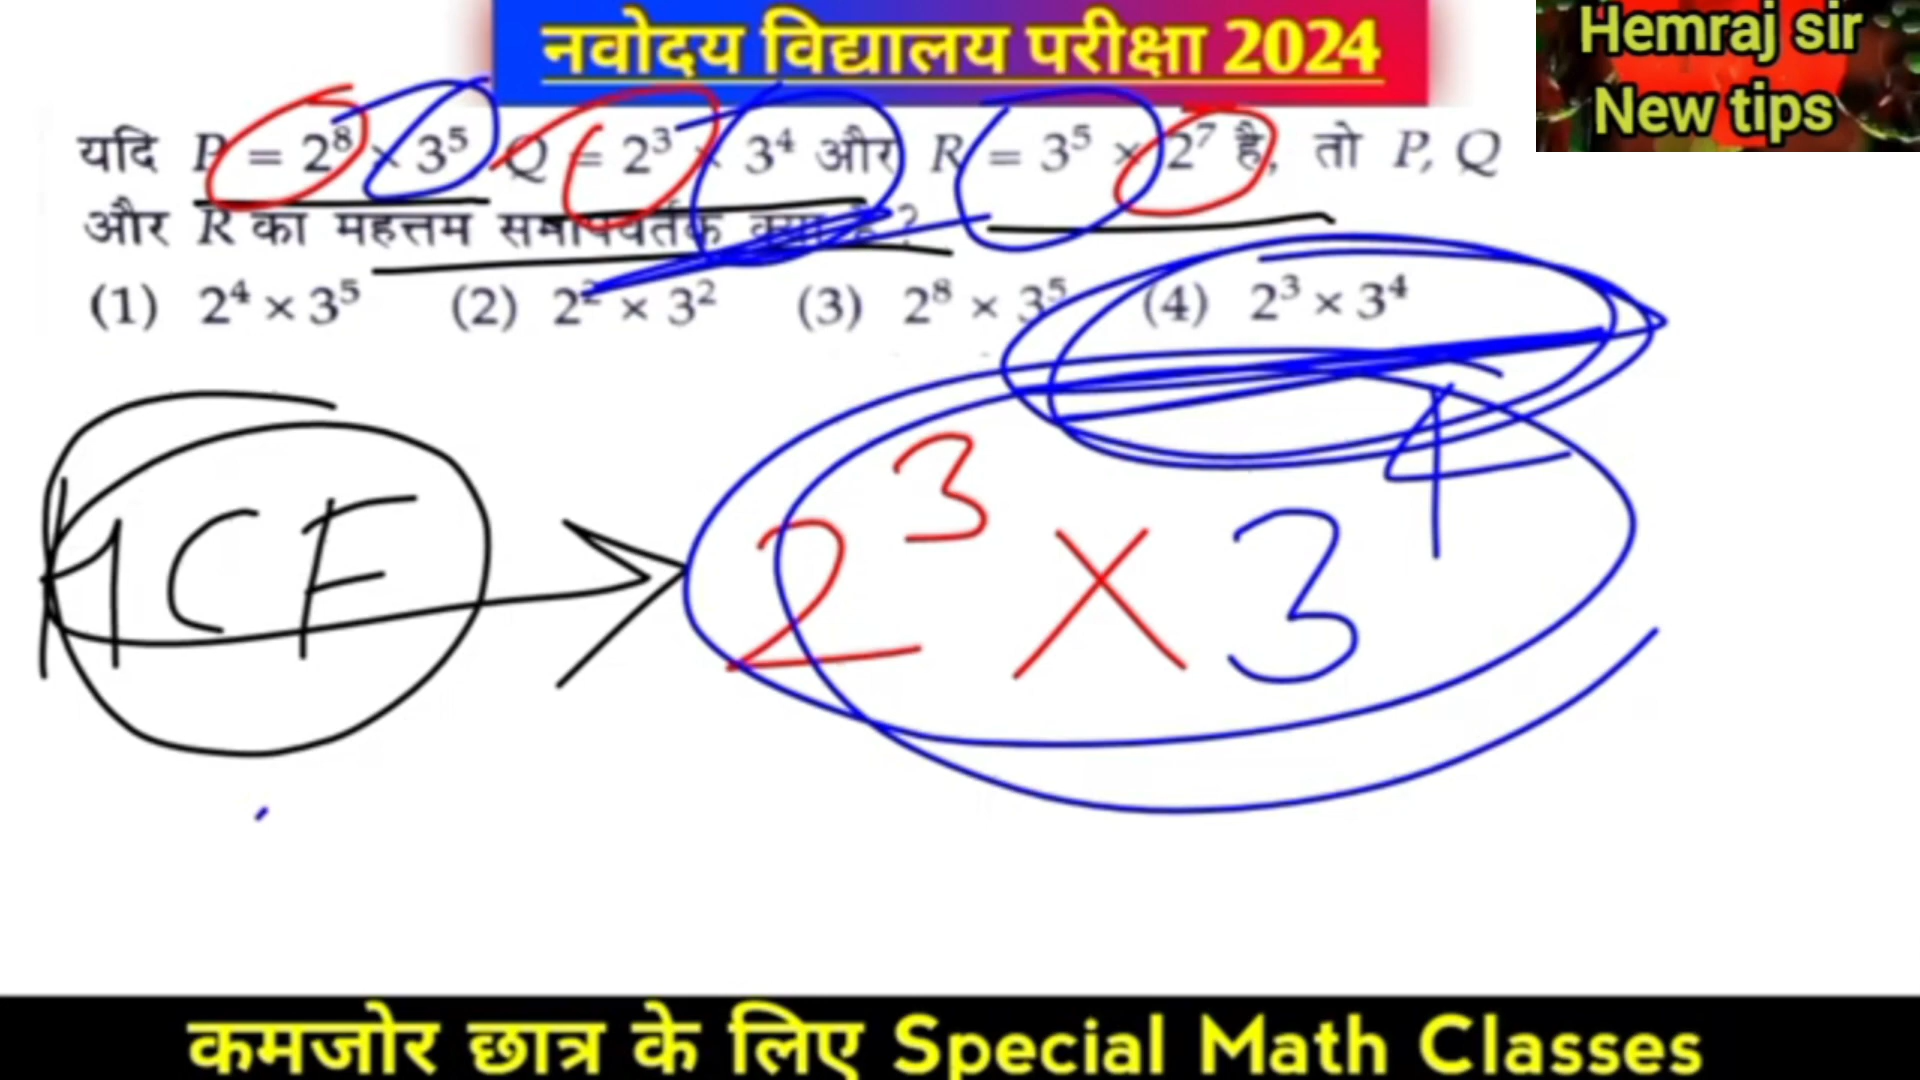 नवोदय विद्यालय परीक्षा 2024
Hemraj sir
New tips
यदि P = 2⁸ × 3⁵ Q = 2³ × 3⁴ और R = 3⁵ × 2⁷ है, तो P, Q
और R का महत्तम समापवर्तक क्या है ?
(1) 2⁴ × 3⁵ (2) 2² × 3² (3) 2⁸ × 3⁵ (4) 2³ × 3⁴
HCF → 2³ × 3⁴
कमजोर छात्र के लिए Special Math Classes